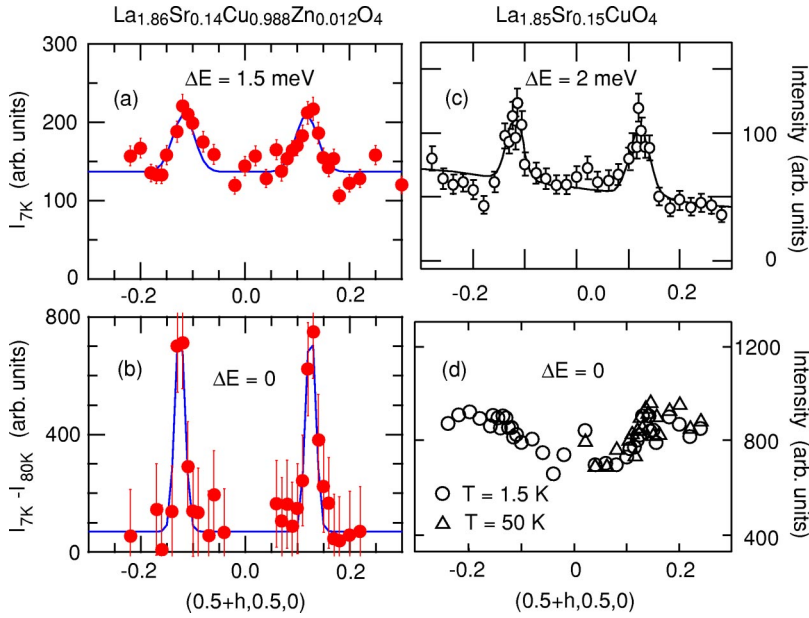 La1.86Sr0.14Cu0.988Zn0.012O4
La1.85Sr0.15CuO4
300
200
100
0
I7K (arb. units)
(a)
ΔE = 1.5 meV
-0.2
0.0
0.2
(c)
ΔE = 2 meV
100
0
Intensity
(arb. units)
-0.2
0.0
0.2
800
400
0
I7K -I80K (arb. units)
(b)
ΔE = 0
-0.2
0.0
0.2
(0.5+h,0.5,0)
(d)
ΔE = 0
T = 1.5 K
T = 50 K
1200
800
400
Intensity
(arb. units)
-0.2
0
0.2
(0.5+h,0.5,0)